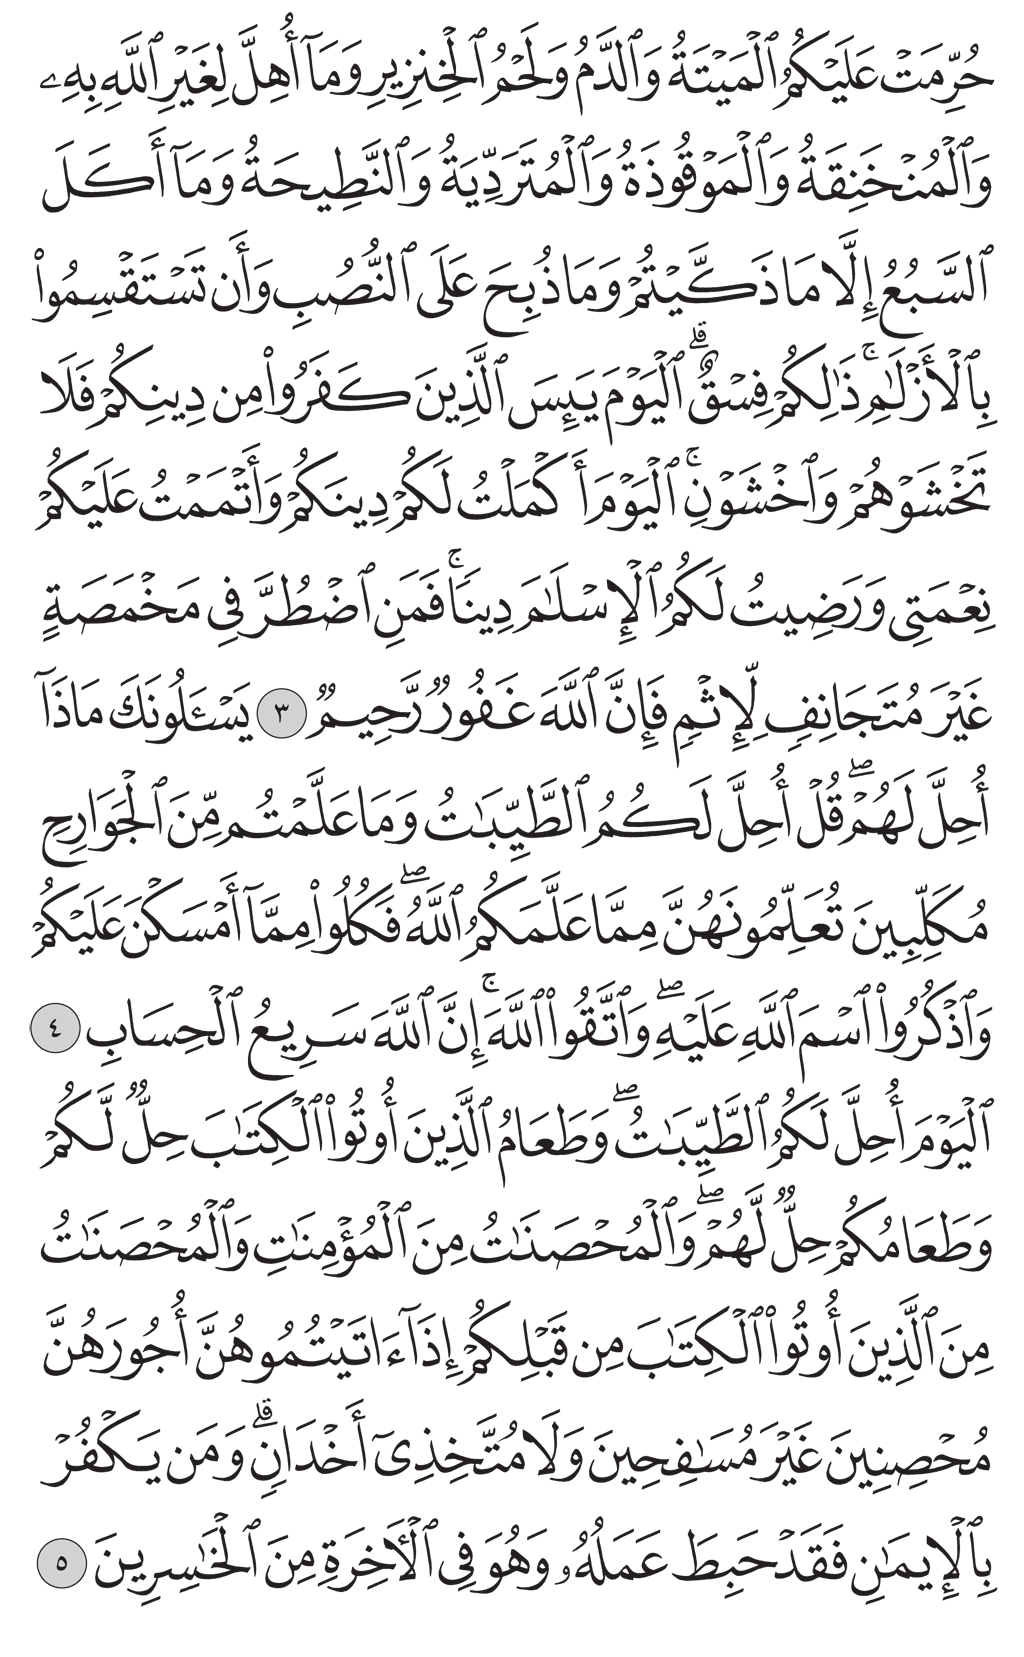 حُرِّمَتْ عَلَيْكُمُ ٱلْمَيْتَةُ وَٱلدَّمُ وَلَحْمُ ٱلْخِنزِيرِ وَمَآ أُهِلَّ لِغَيْرِ ٱللَّهِ بِهِۦ
وَٱلْمُنْخَنِقَةُ وَٱلْمَوْقُوذَةُ وَٱلْمُتَرَدِّيَةُ وَٱلنَّطِيحَةُ وَمَآ أَكَلَ
ٱلسَّبُعُ إِلَّا مَا ذَكَّيْتُمْ وَمَا ذُبِحَ عَلَى ٱلنُّصُبِ وَأَن تَسْتَقْسِمُوا۟
بِٱلْأَزْلَٰمِ ۚ ذَٰلِكُمْ فِسْقٌ ۗ ٱلْيَوْمَ يَئِسَ ٱلَّذِينَ كَفَرُوا۟ مِن دِينِكُمْ فَلَا
تَخْشَوْهُمْ وَٱخْشَوْنِ ۚ ٱلْيَوْمَ أَكْمَلْتُ لَكُمْ دِينَكُمْ وَأَتْمَمْتُ عَلَيْكُمْ
نِعْمَتِى وَرَضِيتُ لَكُمُ ٱلْإِسْلَٰمَ دِينًا ۚ فَمَنِ ٱضْطُرَّ فِى مَخْمَصَةٍ
غَيْرَ مُتَجَانِفٍ لِّإِثْمٍ فَإِنَّ ٱللَّهَ غَفُورٌ رَّحِيمٌ ٣ يَسْـَٔلُونَكَ مَاذَآ
أُحِلَّ لَهُمْ ۖ قُلْ أُحِلَّ لَكُمُ ٱلطَّيِّبَٰتُ وَمَا عَلَّمْتُم مِّنَ ٱلْجَوَارِحِ
مُكَلِّبِينَ تُعَلِّمُونَهُنَّ مِمَّا عَلَّمَكُمُ ٱللَّهُ ۖ فَكُلُوا۟ مِمَّآ أَمْسَكْنَ عَلَيْكُمْ
وَٱذْكُرُوا۟ ٱسْمَ ٱللَّهِ عَلَيْهِ ۖ وَٱتَّقُوا۟ ٱللَّهَ ۚ إِنَّ ٱللَّهَ سَرِيعُ ٱلْحِسَابِ ٤
ٱلْيَوْمَ أُحِلَّ لَكُمُ ٱلطَّيِّبَٰتُ ۖ وَطَعَامُ ٱلَّذِينَ أُوتُوا۟ ٱلْكِتَٰبَ حِلٌّ لَّكُمْ
وَطَعَامُكُمْ حِلٌّ لَّهُمْ ۖ وَٱلْمُحْصَنَٰتُ مِنَ ٱلْمُؤْمِنَٰتِ وَٱلْمُحْصَنَٰتُ
مِنَ ٱلَّذِينَ أُوتُوا۟ ٱلْكِتَٰبَ مِن قَبْلِكُمْ إِذَآ ءَاتَيْتُمُوهُنَّ أُجُورَهُنَّ
مُحْصِنِينَ غَيْرَ مُسَٰفِحِينَ وَلَا مُتَّخِذِىٓ أَخْدَانٍ ۗ وَمَن يَكْفُرْ
بِٱلْإِيمَٰنِ فَقَدْ حَبِطَ عَمَلُهُۥ وَهُوَ فِى ٱلْءَاخِرَةِ مِنَ ٱلْخَٰسِرِينَ ٥